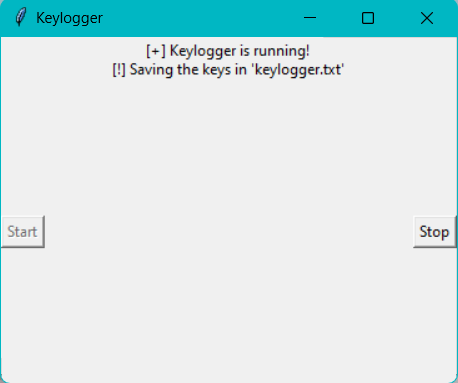 Keylogger
[+] Keylogger is running!
[!] Saving the keys in 'keylogger.txt'
Start
Stop